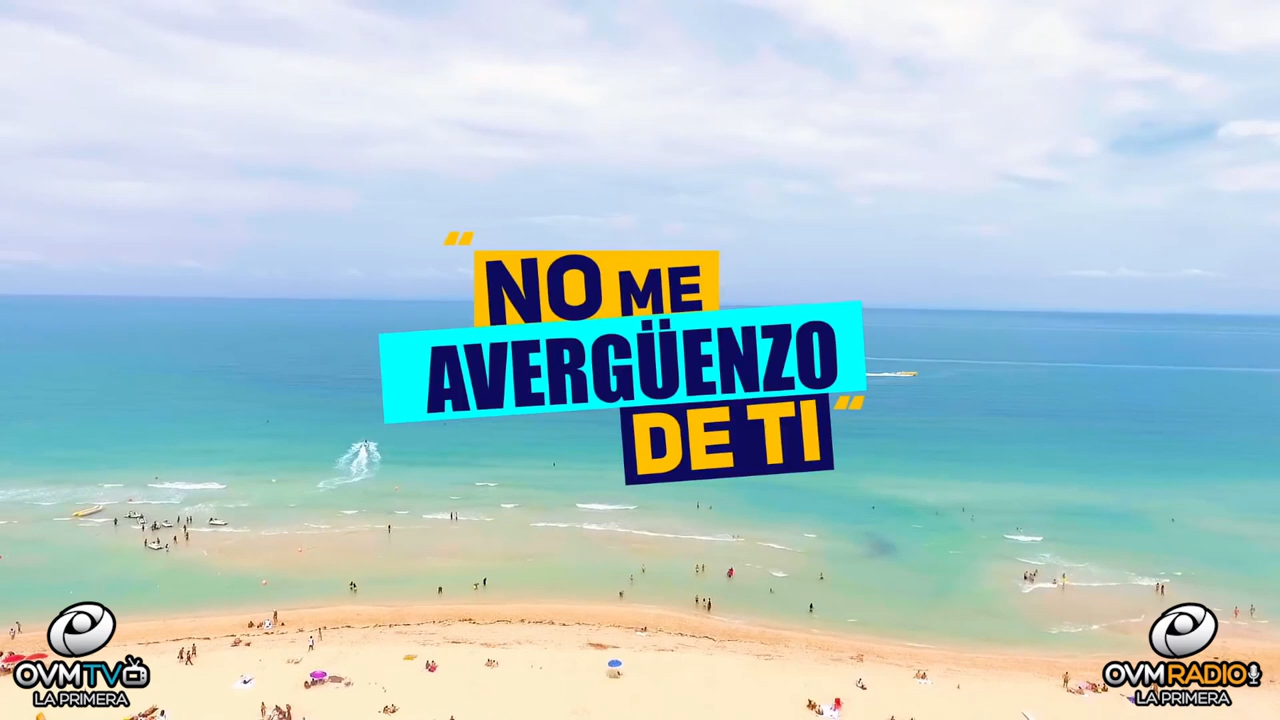 "NO ME
AVERGÜENZO
DE TI"
OVMTV
LA PRIMERA
OVMRADIO
LA PRIMERA